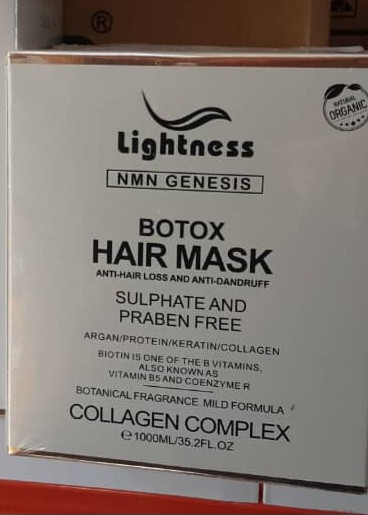 ®
NATURAL
ORGANIC
Lightness
NMN GENESIS
BOTOX
HAIR MASK
ANTI-HAIR LOSS AND ANTI-DANDRUFF
SULPHATE AND
PRABEN FREE
ARGAN/PROTEIN/KERATIN/COLLAGEN
BIOTIN IS ONE OF THE B VITAMINS,
ALSO KNOWN AS
VITAMIN B5 AND COENZYME R
BOTANICAL FRAGRANCE MILD FORMULA
COLLAGEN COMPLEX
℮1000ML/35.2FL.OZ